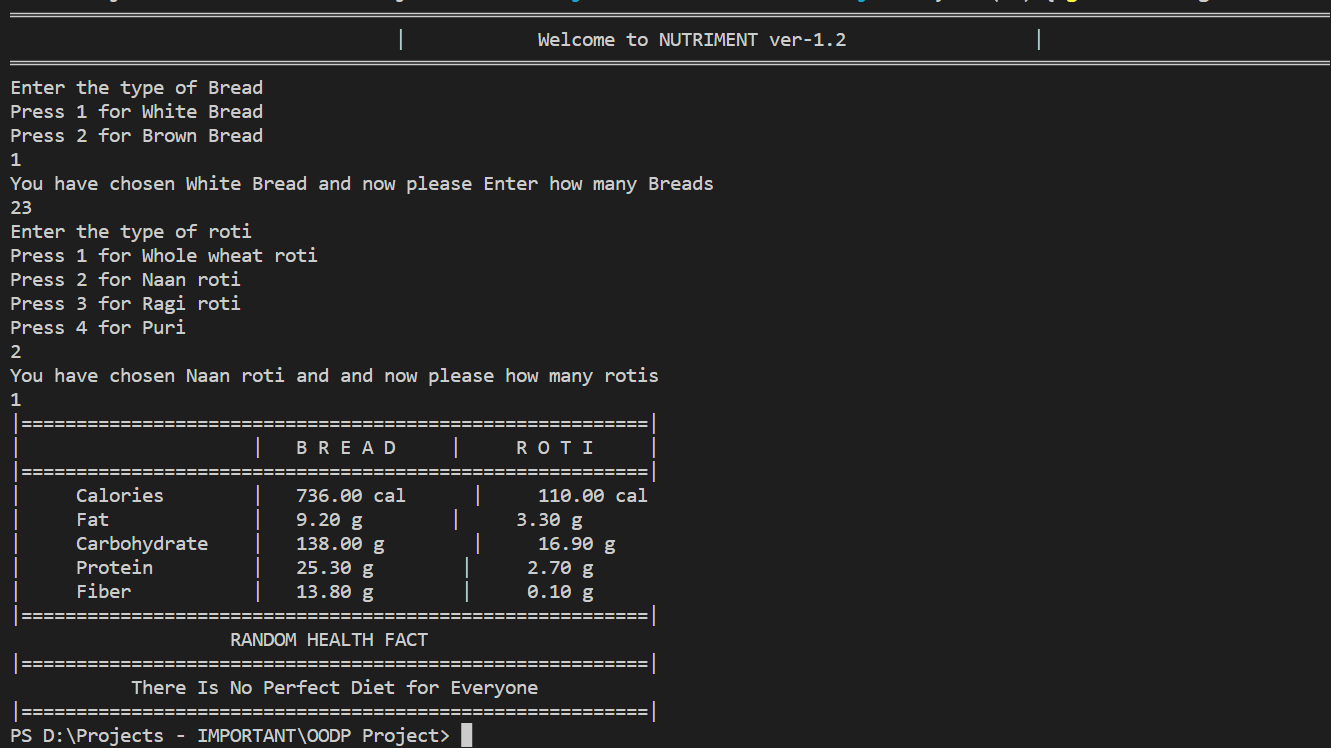 | Welcome to NUTRIMENT ver-1.2 |
Enter the type of Bread
Press 1 for White Bread
Press 2 for Brown Bread
1
You have chosen White Bread and now please Enter how many Breads
23
Enter the type of roti
Press 1 for Whole wheat roti
Press 2 for Naan roti
Press 3 for Ragi roti
Press 4 for Puri
2
You have chosen Naan roti and and now please how many rotis
1
|=========================================================|
| | B R E A D | R O T I |
|=========================================================|
| Calories | 736.00 cal | 110.00 cal
| Fat | 9.20 g | 3.30 g
| Carbohydrate | 138.00 g | 16.90 g
| Protein | 25.30 g | 2.70 g
| Fiber | 13.80 g | 0.10 g
|=========================================================|
RANDOM HEALTH FACT
|=========================================================|
There Is No Perfect Diet for Everyone
|=========================================================|
PS D:\Projects - IMPORTANT\OODP Project>